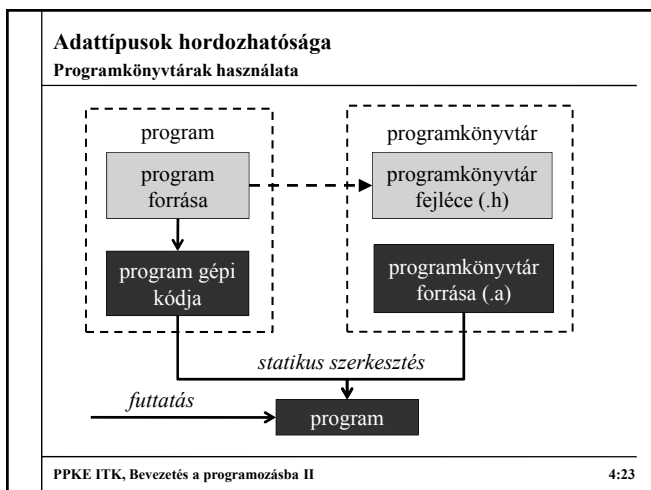 Adattípusok hordozhatósága
Programkönyvtárak használata
program
programkönyvtár
program
forrása
programkönyvtár
fejléce (.h)
program gépi
kódja
programkönyvtár
forrása (.a)
statikus szerkesztés
futtatás
program
PPKE ITK, Bevezetés a programozásba II
4:23